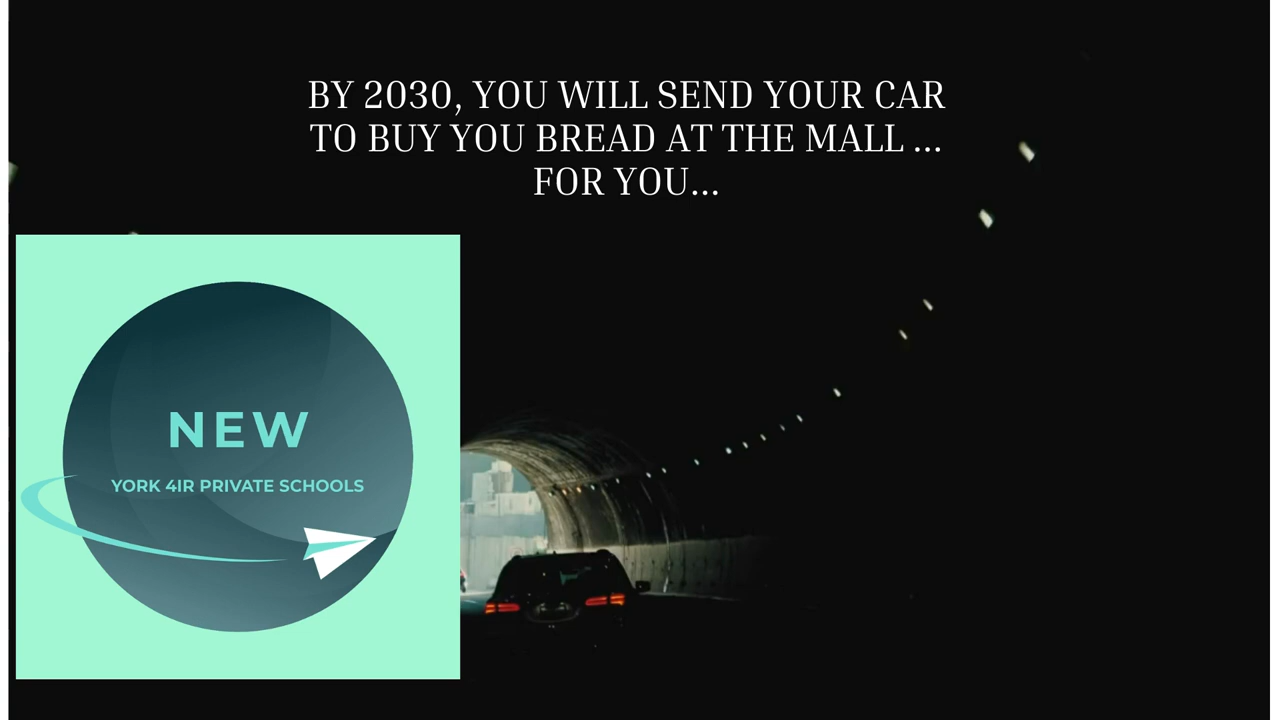 BY 2030, YOU WILL SEND YOUR CAR
TO BUY YOU BREAD AT THE MALL ...
FOR YOU...
NEW
YORK 4IR PRIVATE SCHOOLS